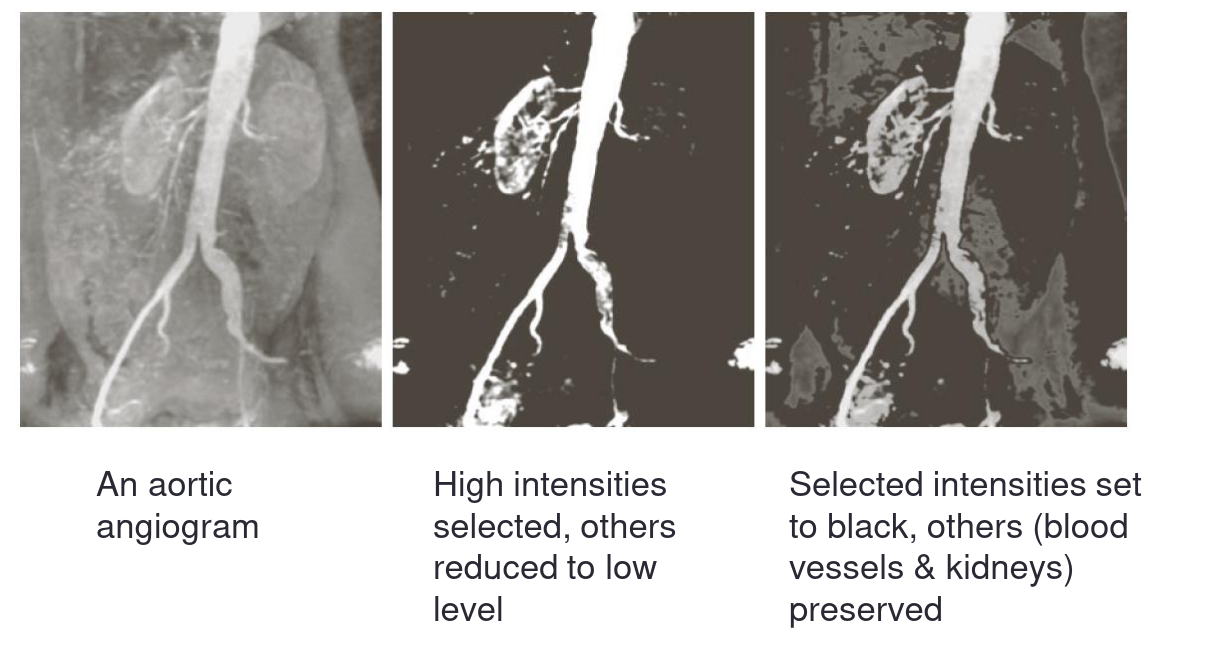 An aortic
angiogram
High intensities
selected, others
reduced to low
level
Selected intensities set
to black, others (blood
vessels & kidneys)
preserved